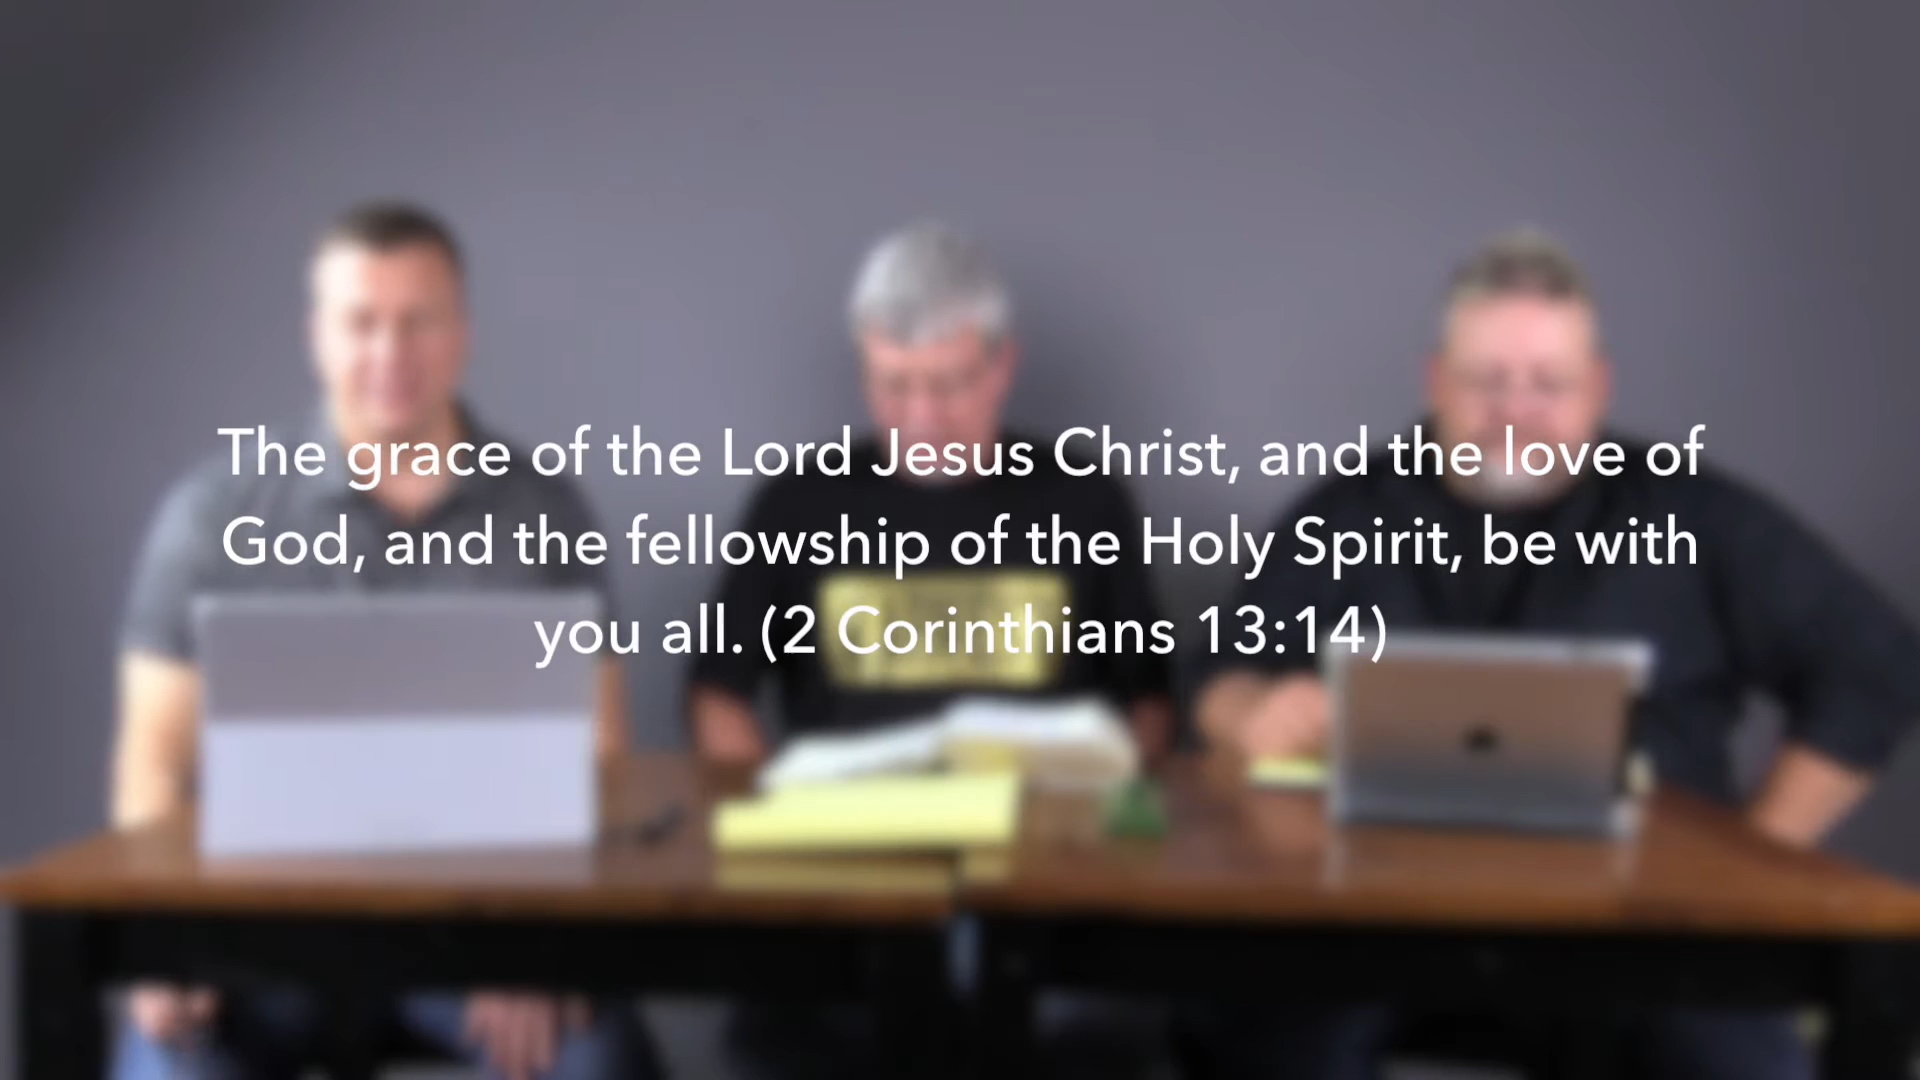 The grace of the Lord Jesus Christ, and the love of
God, and the fellowship of the Holy Spirit, be with
you all. (2 Corinthians 13:14)